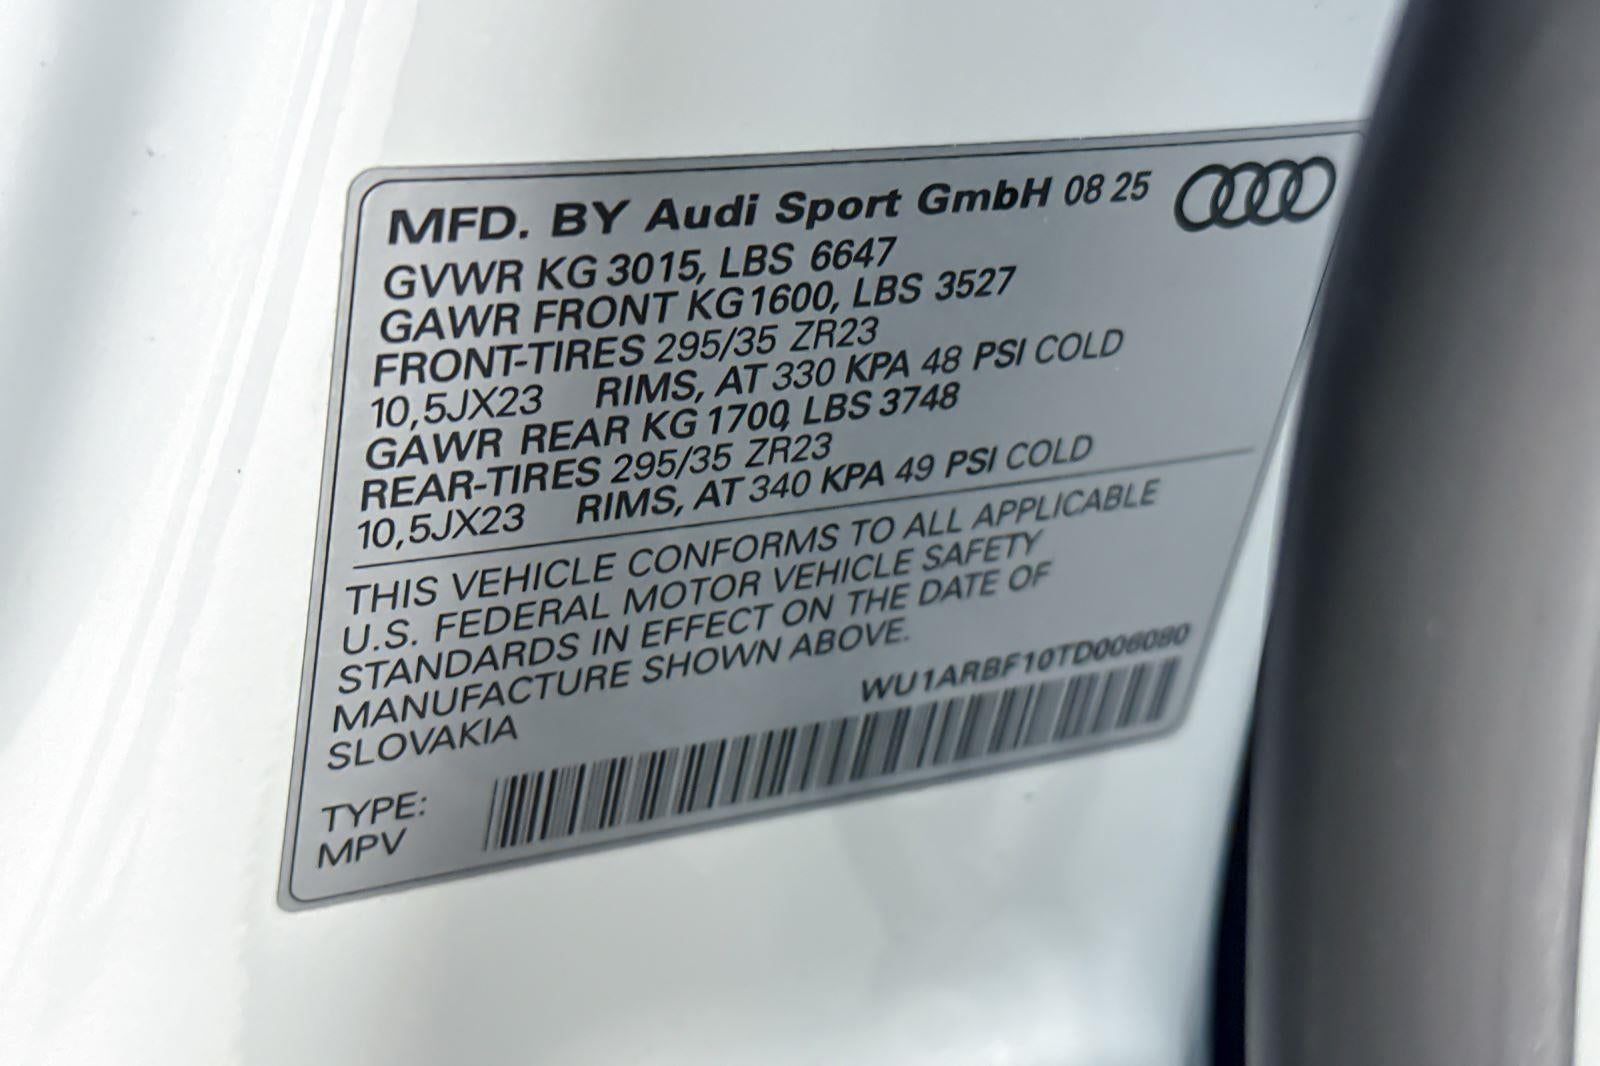 MFD. BY Audi Sport GmbH 08 25
GVWR KG 3015, LBS 6647
GAWR FRONT KG 1600, LBS 3527
FRONT-TIRES 295/35 ZR23
10,5JX23 RIMS, AT 330 KPA 48 PSI COLD
GAWR REAR KG 1700, LBS 3748
REAR-TIRES 295/35 ZR23
10,5JX23 RIMS, AT 340 KPA 49 PSI COLD
THIS VEHICLE CONFORMS TO ALL APPLICABLE
U.S. FEDERAL MOTOR VEHICLE SAFETY
STANDARDS IN EFFECT ON THE DATE OF
MANUFACTURE SHOWN ABOVE.
SLOVAKIA
WU1ARBF10TD006080
TYPE:
MPV